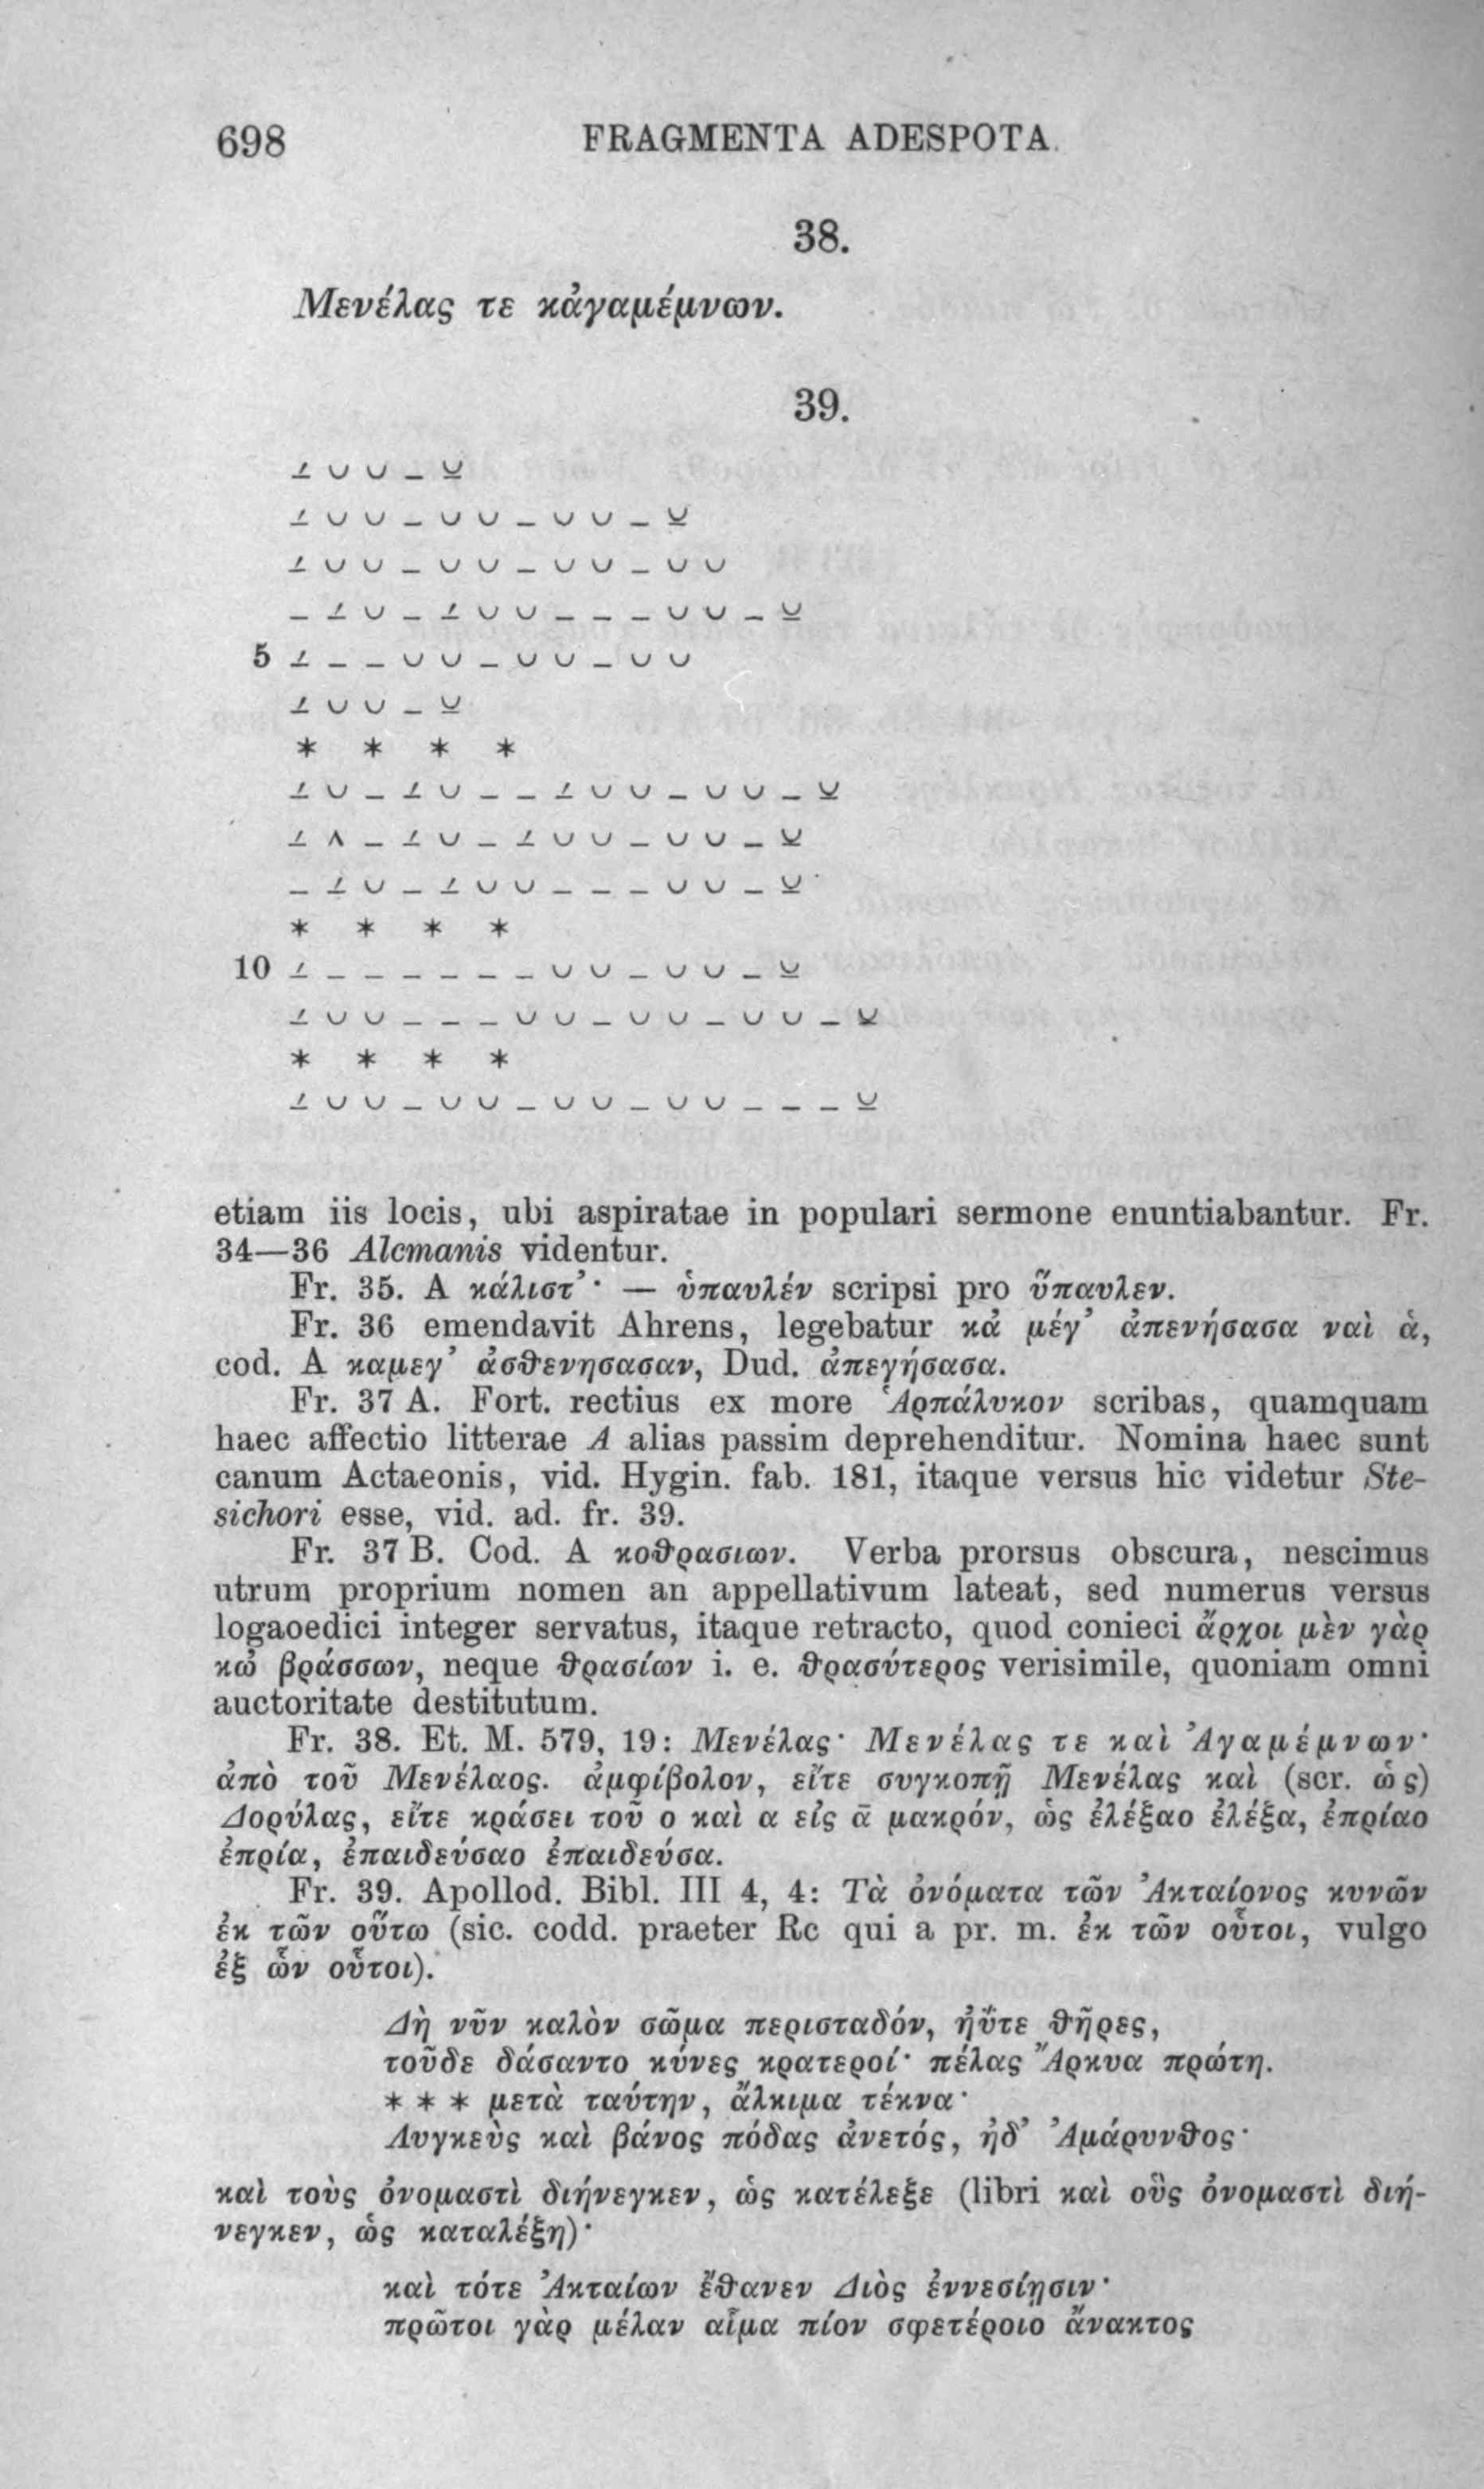 698 FRAGMENTA ADESPOTA.
38.
Μενέλας τε κἀγαμέμνων.
39.
⏊́ ∪ ∪ – ⊻
⏊́ ∪ ∪ – ∪ ∪ – ∪ ∪ – ⊻
⏊́ ∪ ∪ – ∪ ∪ – ∪ ∪ – ∪ ∪
– ⏊́ ∪ – ⏊́ ∪ ∪ – – – ∪ ∪ – ⊻
5 ⏊́ – – ∪ ∪ – ∪ ∪ – ∪ ∪
⏊́ ∪ ∪ – ⊻
* * * *
⏊́ ∪ – ⏊́ ∪ – – ⏊́ ∪ ∪ – ∪ ∪ – ⊻
⏊́ ∧ – ⏊́ ∪ – ⏊́ ∪ ∪ – ∪ ∪ – ⊻
– ⏊́ ∪ – ⏊́ ∪ ∪ – – – ∪ ∪ – ⊻
* * * *
10 ⏊́ – – – – – – ∪ ∪ – ∪ ∪ – ⊻
⏊́ ∪ ∪ – – – ∪ ∪ – ∪ ∪ – ∪ ∪ – ⊻
* * * *
⏊́ ∪ ∪ – ∪ ∪ – ∪ ∪ – ∪ ∪ – – – ⊻
etiam iis locis, ubi aspiratae in populari sermone enuntiabantur. Fr.
34—36 Alcmanis videntur.
Fr. 35. A κάλιστ’· — ὑπαυλέν scripsi pro ὕπαυλεν.
Fr. 36 emendavit Ahrens, legebatur κἀ μέγ’ ἀπενήσασα ναὶ ἁ,
cod. A καμεγ’ ἀσθενησασαν, Dud. ἀπεγήσασα.
Fr. 37 A. Fort. rectius ex more Ἁρπάλυκον scribas, quamquam
haec affectio litterae A alias passim deprehenditur. Nomina haec sunt
canum Actaeonis, vid. Hygin. fab. 181, itaque versus hic videtur Ste-
sichori esse, vid. ad. fr. 39.
Fr. 37 B. Cod. A κοθρασιων. Verba prorsus obscura, nescimus
utrum proprium nomen an appellativum lateat, sed numerus versus
logaoedici integer servatus, itaque retracto, quod conieci ἄρχοι μὲν γὰρ
κὠ βράσσων, neque θρασίων i. e. θρασύτερος verisimile, quoniam omni
auctoritate destitutum.
Fr. 38. Et. M. 579, 19: Μενέλας· Μενέλας τε καὶ Ἀγαμέμνων·
ἀπὸ τοῦ Μενέλαος. ἀμφίβολον, εἴτε συγκοπῇ Μενέλας καὶ (scr. ὡς)
Δορύλας, εἴτε κράσει τοῦ ο καὶ α εἰς ᾱ μακρόν, ὡς ἐλέξαο ἐλέξα, ἐπρίαο
ἐπρία, ἐπαιδεύσαο ἐπαιδεύσα.
Fr. 39. Apollod. Bibl. III 4, 4: Τὰ ὀνόματα τῶν Ἀκταίονος κυνῶν
ἐκ τῶν οὕτω (sic. codd. praeter Rc qui a pr. m. ἐκ τῶν οὗτοι, vulgo
ἐξ ὧν οὗτοι).
Δὴ νῦν καλὸν σῶμα περισταδόν, ἠΰτε θῆρες,
τοῦδε δάσαντο κύνες κρατεροί· πέλας Ἄρκυα πρώτη.
* * * μετὰ ταύτην, ἄλκιμα τέκνα·
Λυγκεὺς καὶ βάνος πόδας ἀνετός, ἠδ’ Ἀμάρυνθος·
καὶ τοὺς ὀνομαστὶ διήνεγκεν, ὡς κατέλεξε (libri καὶ οὓς ὀνομαστὶ διή-
νεγκεν, ὡς καταλέξη)·
καὶ τότε Ἀκταίων ἔθανεν Διὸς ἐννεσίῃσιν·
πρῶτοι γὰρ μέλαν αἷμα πίον σφετέροιο ἄνακτος